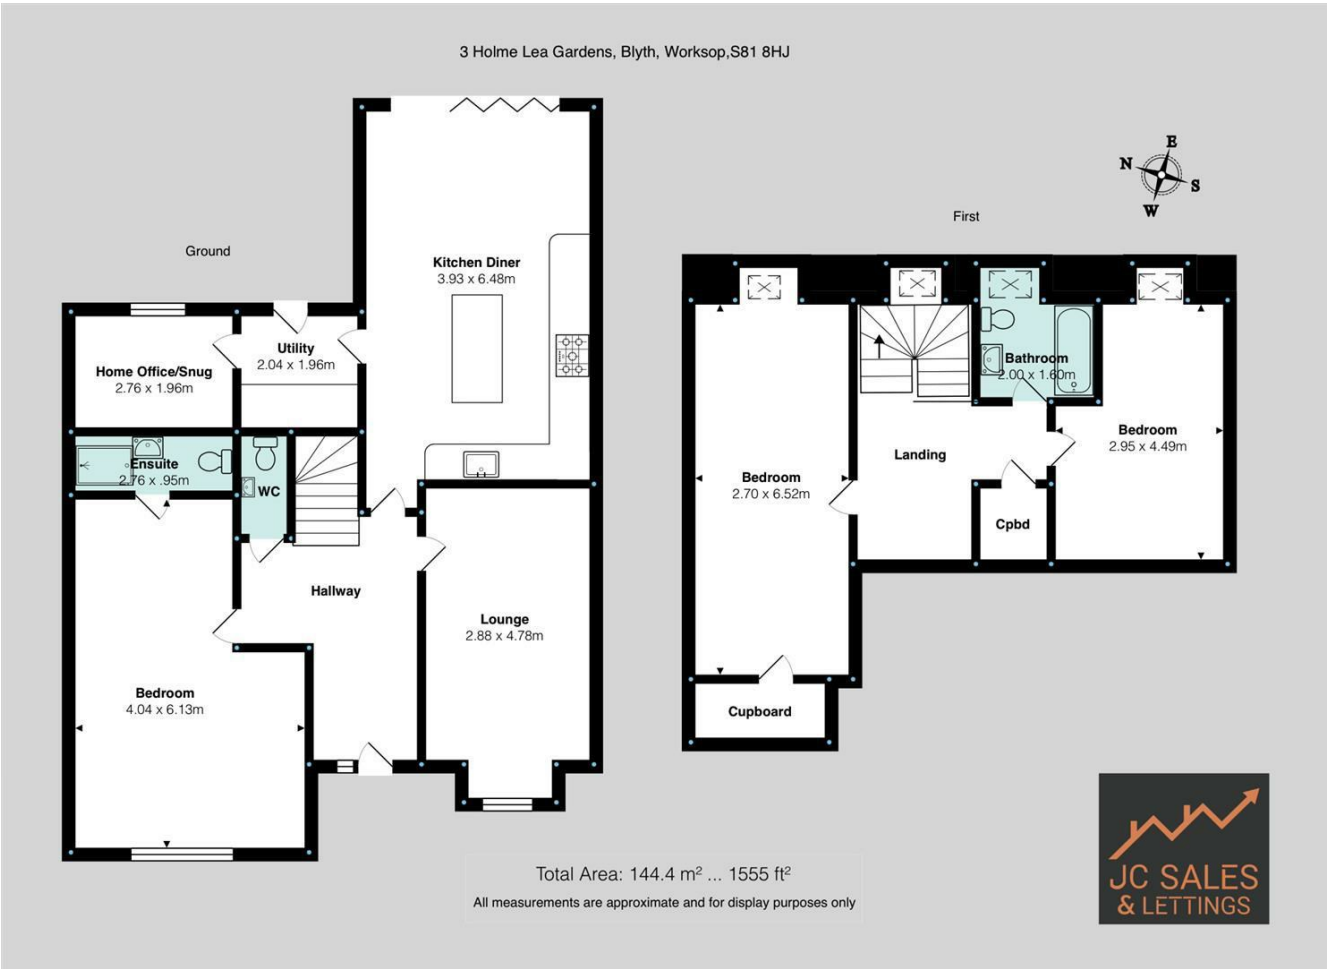 3 Holme Lea Gardens, Blyth, Worksop,S81 8HJ
E
N
S
W
First
Ground
Kitchen Diner
3.93 x 6.48m
Utility
2.04 x 1.96m
Home Office/Snug
2.76 x 1.96m
Ensuite
2.76 x .95m
WC
Hallway
Lounge
2.88 x 4.78m
Bedroom
4.04 x 6.13m
Bathroom
2.00 x 1.60m
Bedroom
2.95 x 4.49m
Landing
Bedroom
2.70 x 6.52m
Cpbd
Cupboard
Total Area: 144.4 m² ... 1555 ft²
All measurements are approximate and for display purposes only
JC SALES
& LETTINGS